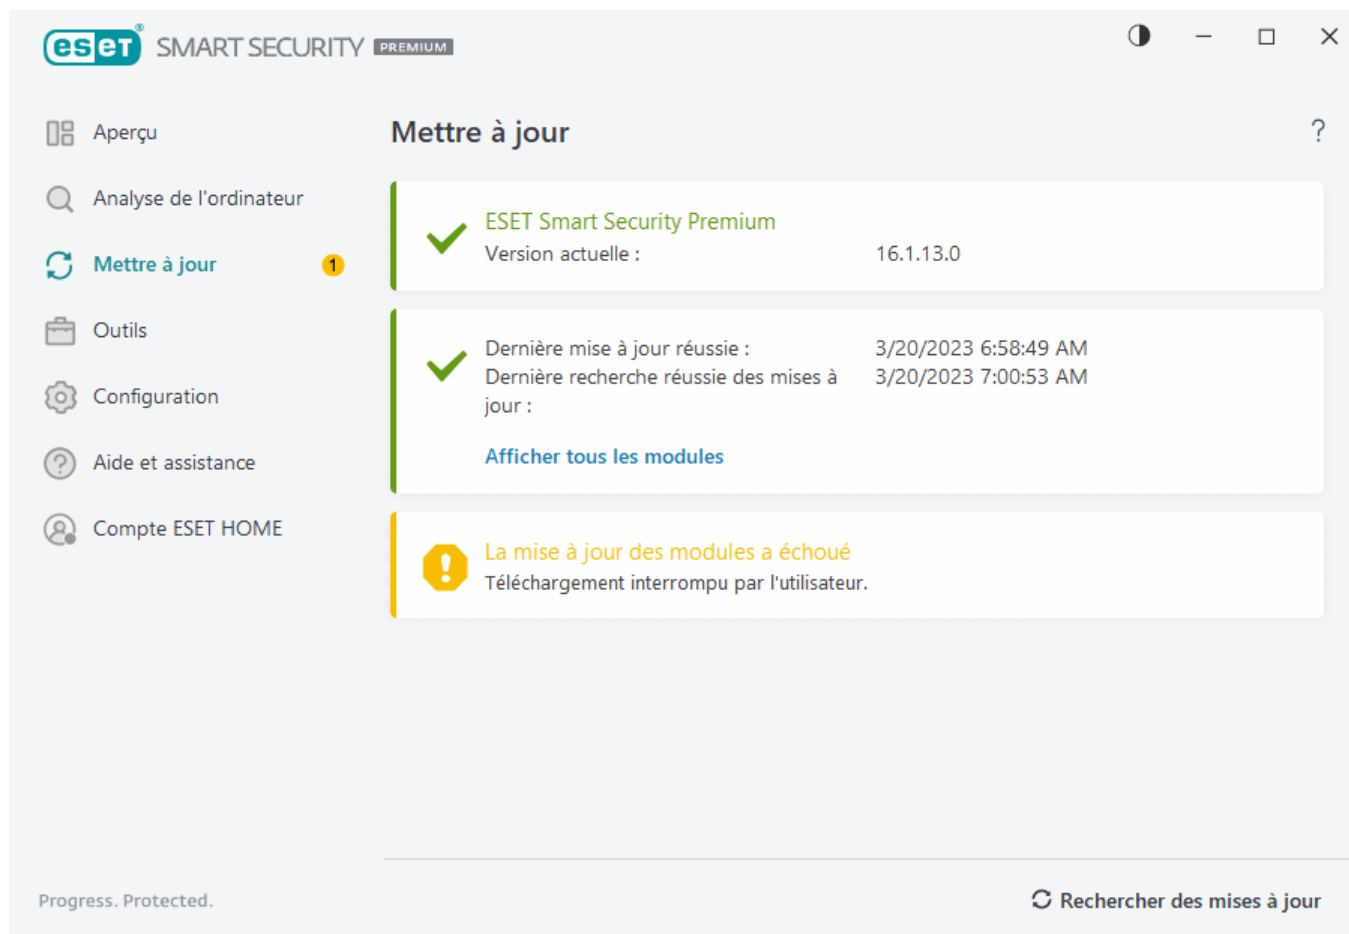 eset® SMART SECURITY PREMIUM
Aperçu
Analyse de l'ordinateur
Mettre à jour 1
Outils
Configuration
Aide et assistance
Compte ESET HOME
Mettre à jour ?
ESET Smart Security Premium
Version actuelle : 16.1.13.0
Dernière mise à jour réussie : 3/20/2023 6:58:49 AM
Dernière recherche réussie des mises à 3/20/2023 7:00:53 AM
jour :
Afficher tous les modules
La mise à jour des modules a échoué
Téléchargement interrompu par l'utilisateur.
Progress. Protected.
Rechercher des mises à jour